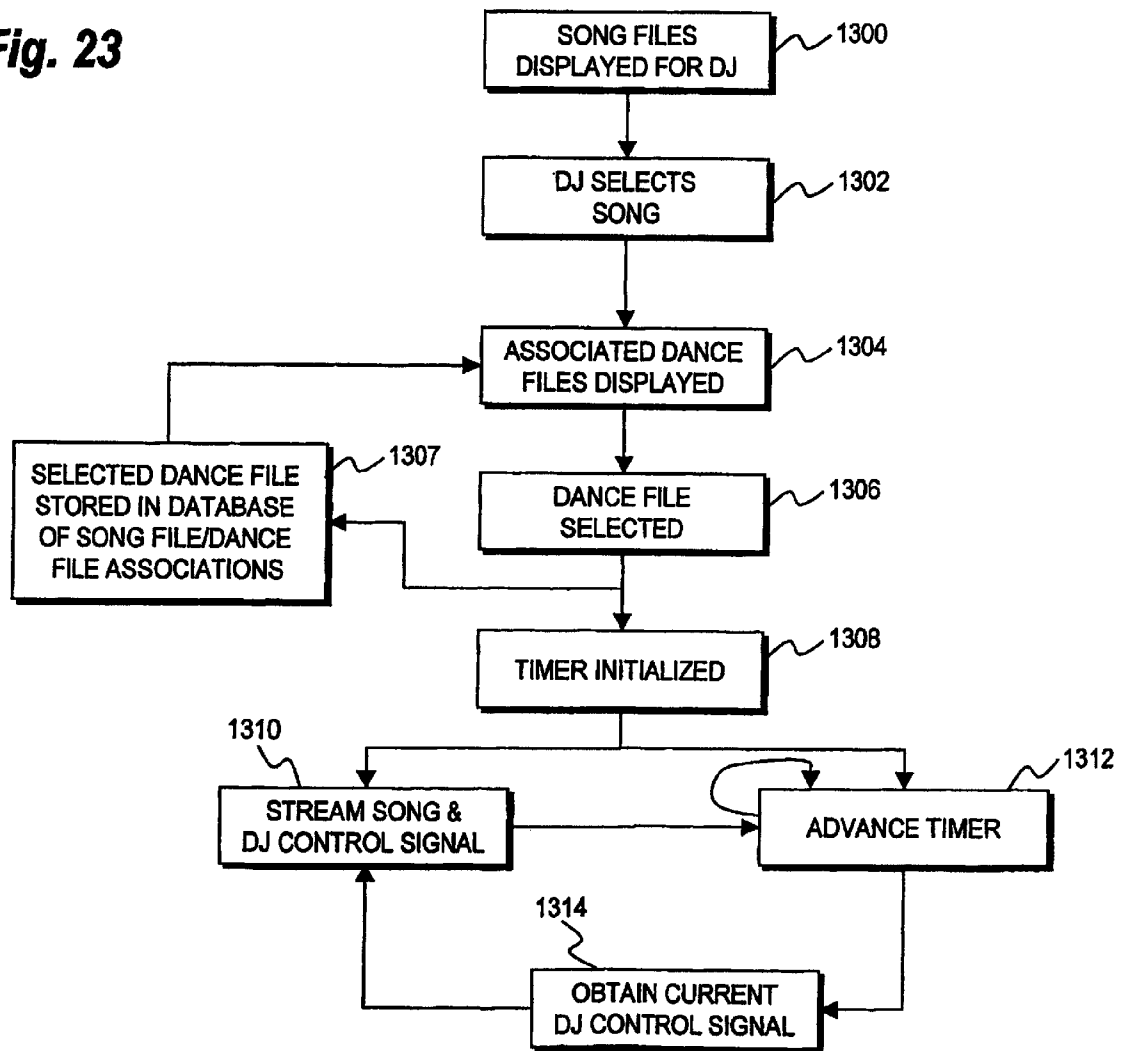 Fig. 23
SONG FILES
DISPLAYED FOR DJ
1300
DJ SELECTS
SONG
1302
ASSOCIATED DANCE
FILES DISPLAYED
1304
SELECTED DANCE FILE
STORED IN DATABASE
OF SONG FILE/DANCE
FILE ASSOCIATIONS
1307
DANCE FILE
SELECTED
1306
TIMER INITIALIZED
1308
1310
STREAM SONG &
DJ CONTROL SIGNAL
1312
ADVANCE TIMER
1314
OBTAIN CURRENT
DJ CONTROL SIGNAL